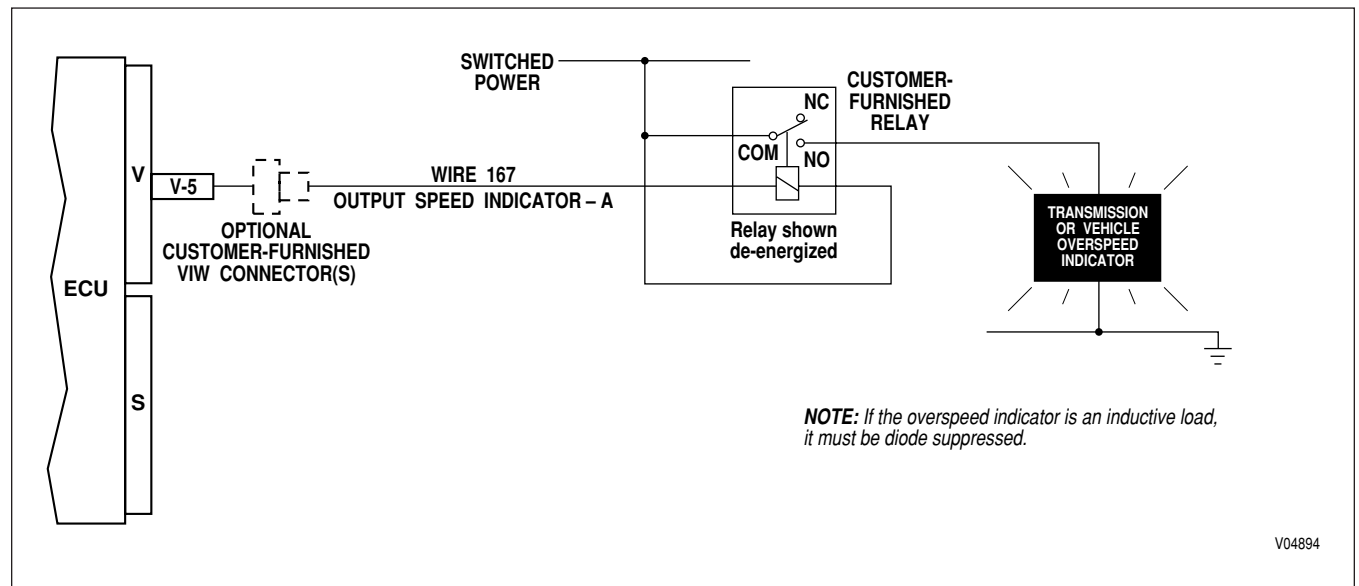 SWITCHED
POWER
CUSTOMER-
FURNISHED
RELAY
NC
COM
NO
V
V-5
WIRE 167
OUTPUT SPEED INDICATOR – A
OPTIONAL
CUSTOMER-FURNISHED
VIW CONNECTOR(S)
Relay shown
de-energized
TRANSMISSION
OR VEHICLE
OVERSPEED
INDICATOR
ECU
S
NOTE: If the overspeed indicator is an inductive load,
it must be diode suppressed.
V04894